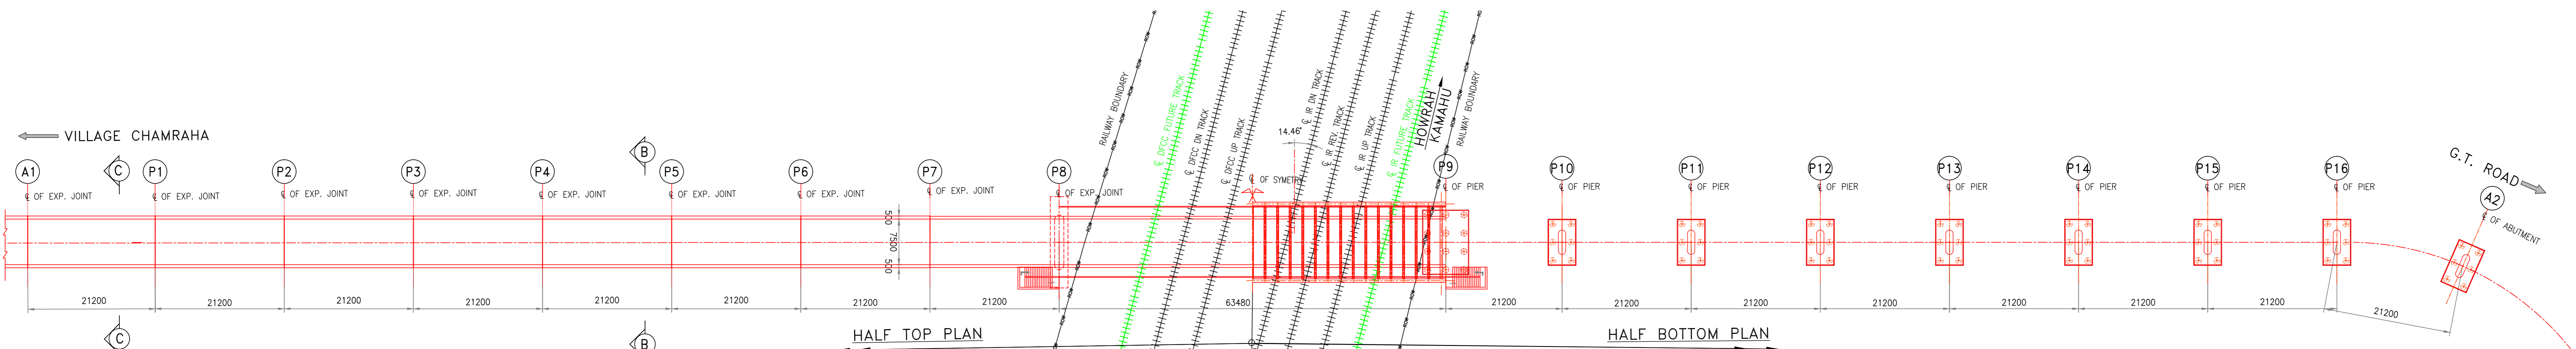 RAILWAY BOUNDARY
℄ DFCC FUTURE TRACK
℄ DFCC DN TRACK
℄ DFCC UP TRACK
℄ IR DN TRACK
℄ IR REV. TRACK
℄ IR UP TRACK
℄ IR FUTURE TRACK
HOWRAH
KAMAHU
RAILWAY BOUNDARY
14.46°
VILLAGE CHAMRAHA
G.T. ROAD
A1
C
P1
P2
P3
P4
B
P5
P6
P7
P8
P9
P10
P11
P12
P13
P14
P15
P16
A2
℄ OF EXP. JOINT
℄ OF EXP. JOINT
℄ OF EXP. JOINT
℄ OF EXP. JOINT
℄ OF EXP. JOINT
℄ OF EXP. JOINT
℄ OF EXP. JOINT
℄ OF EXP. JOINT
℄ OF EXP. JOINT
℄ OF SYMETRY
℄ OF PIER
℄ OF PIER
℄ OF PIER
℄ OF PIER
℄ OF PIER
℄ OF PIER
℄ OF PIER
℄ OF PIER
℄ OF ABUTMENT
500
7500
500
21200
21200
21200
21200
21200
21200
21200
21200
63480
21200
21200
21200
21200
21200
21200
21200
21200
C
B
HALF TOP PLAN
HALF BOTTOM PLAN